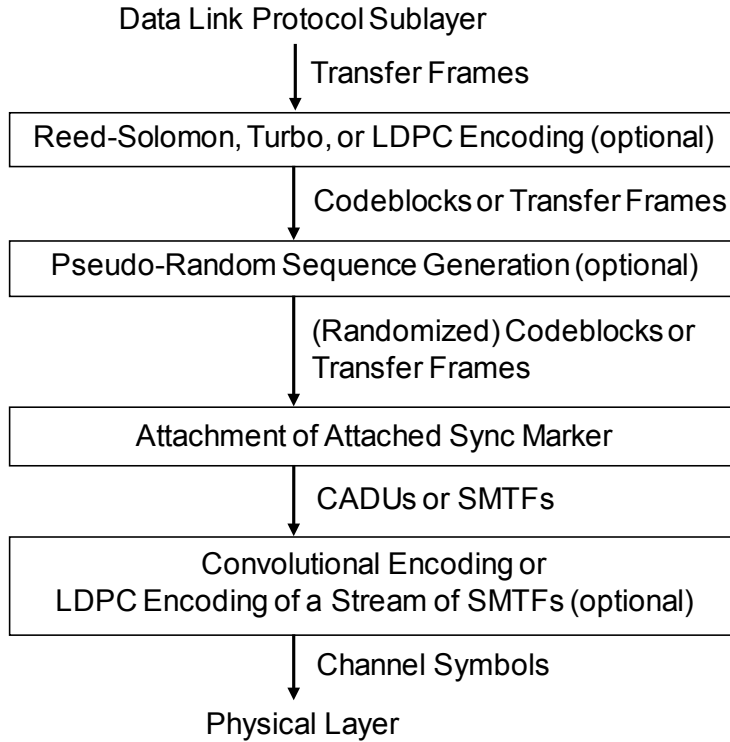 Data Link Protocol Sublayer
Transfer Frames
Reed-Solomon, Turbo, or LDPC Encoding (optional)
Codeblocks or Transfer Frames
Pseudo-Random Sequence Generation (optional)
(Randomized) Codeblocks or
Transfer Frames
Attachment of Attached Sync Marker
CADUs or SMTFs
Convolutional Encoding or
LDPC Encoding of a Stream of SMTFs (optional)
Channel Symbols
Physical Layer